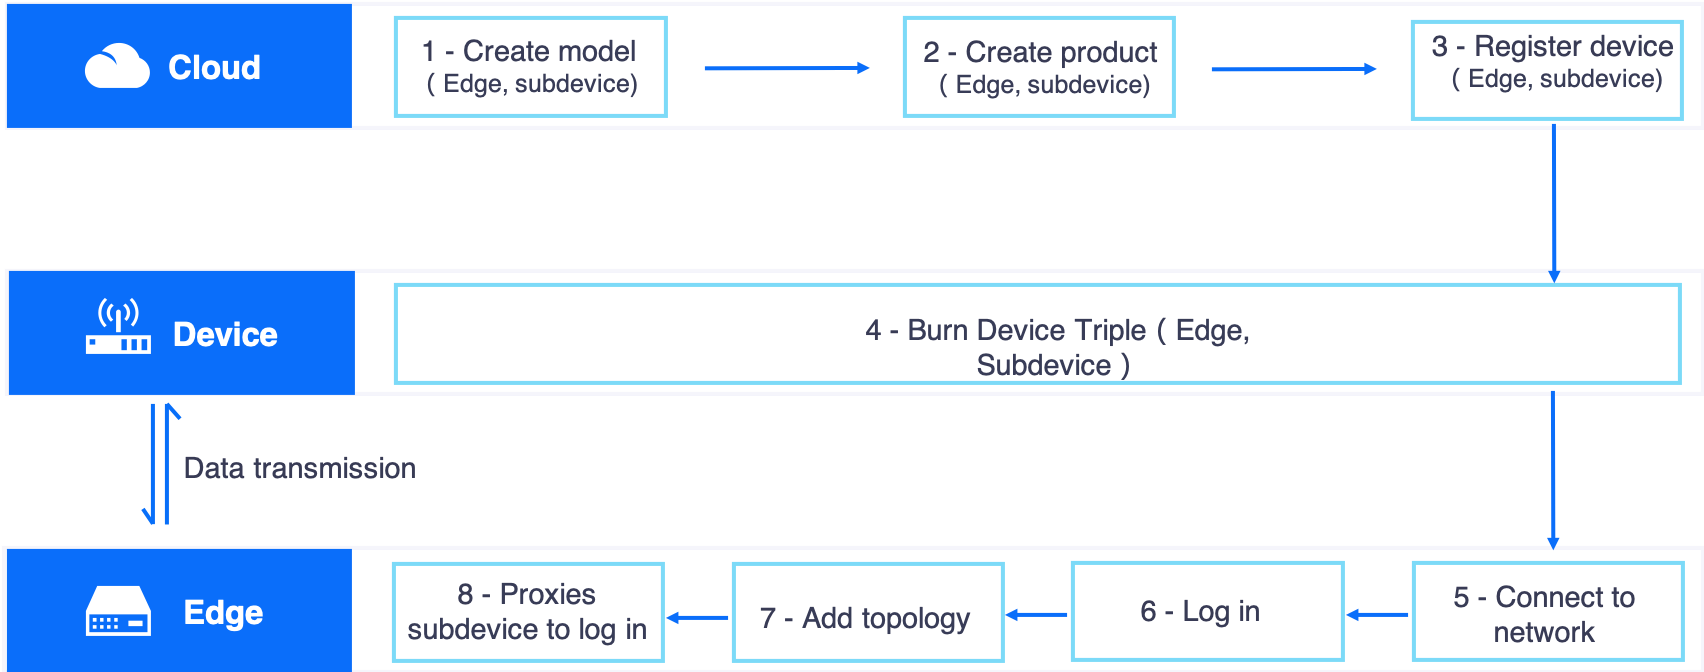 Cloud
1 - Create model
( Edge, subdevice)
2 - Create product
( Edge, subdevice)
3 - Register device
( Edge, subdevice)
Device
4 - Burn Device Triple ( Edge,
Subdevice )
Data transmission
Edge
8 - Proxies
subdevice to log in
7 - Add topology
6 - Log in
5 - Connect to
network